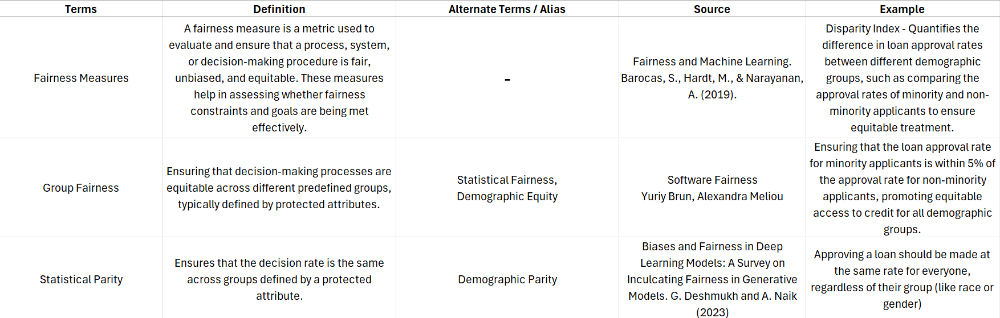 Terms
Definition
Alternate Terms / Alias
Source
Example
Fairness Measures
A fairness measure is a metric used to
evaluate and ensure that a process, system,
or decision-making procedure is fair,
unbiased, and equitable. These measures
help in assessing whether fairness
constraints and goals are being met
effectively.
–
Fairness and Machine Learning.
Barocas, S., Hardt, M., & Narayanan,
A. (2019).
Disparity Index - Quantifies the
difference in loan approval rates
between different demographic
groups, such as comparing the
approval rates of minority and non-
minority applicants to ensure
equitable treatment.
Group Fairness
Ensuring that decision-making processes are
equitable across different predefined groups,
typically defined by protected attributes.
Statistical Fairness,
Demographic Equity
Software Fairness
Yuriy Brun, Alexandra Meliou
Ensuring that the loan approval rate
for minority applicants is within 5% of
the approval rate for non-minority
applicants, promoting equitable
access to credit for all demographic
groups.
Statistical Parity
Ensures that the decision rate is the same
across groups defined by a protected
attribute.
Demographic Parity
Biases and Fairness in Deep
Learning Models: A Survey on
Inculcating Fairness in Generative
Models. G. Deshmukh and A. Naik
(2023)
Approving a loan should be made at
the same rate for everyone,
regardless of their group (like race or
gender)